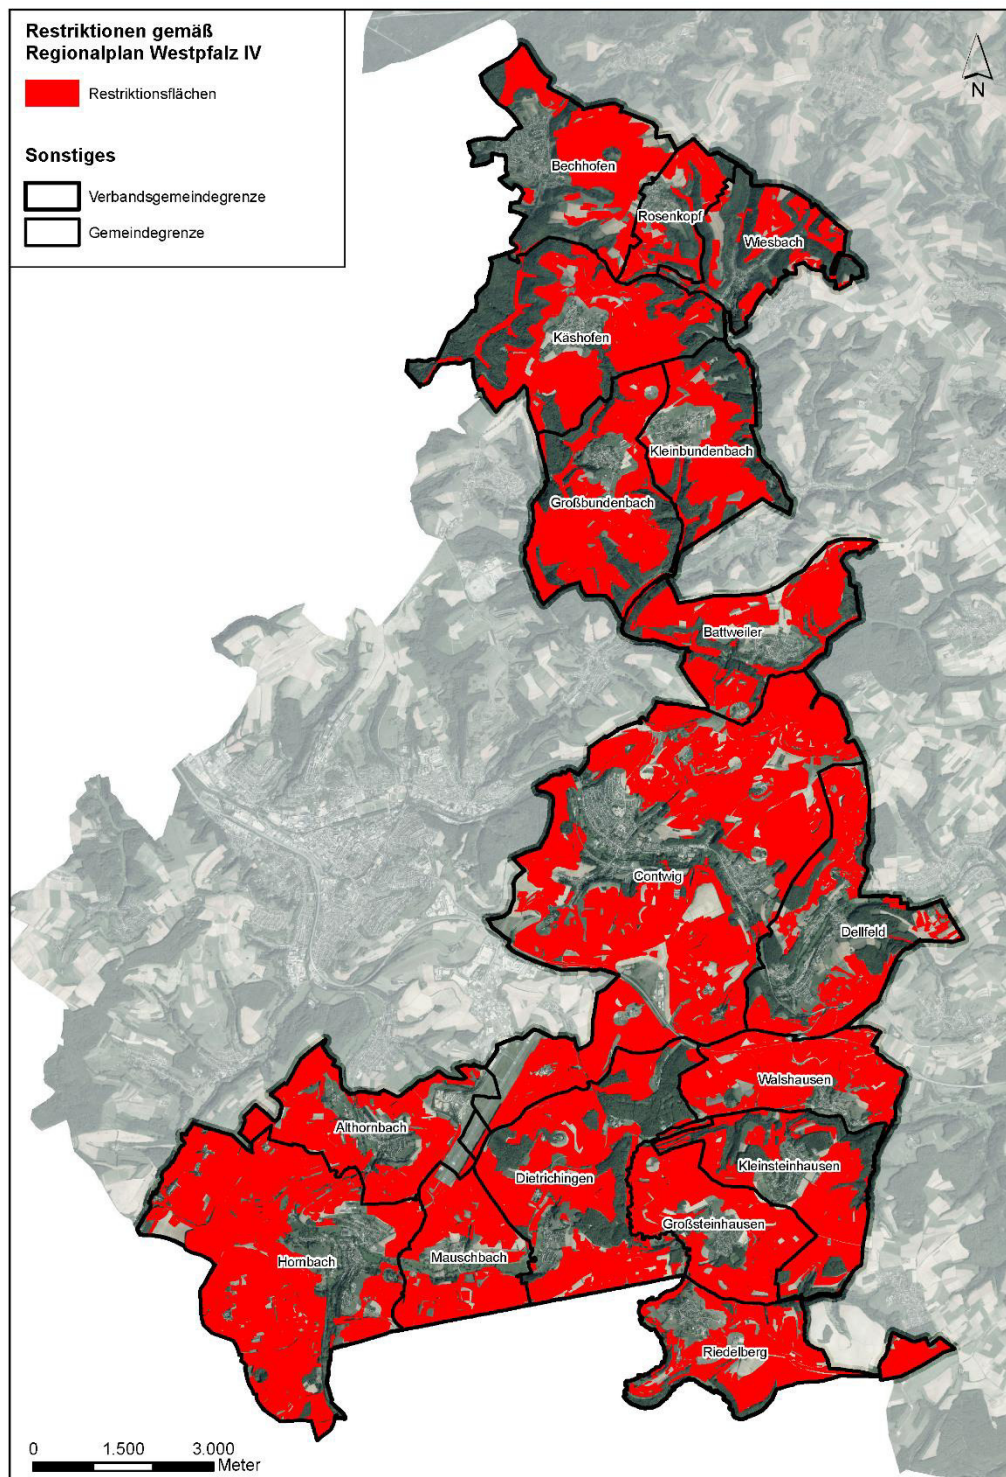 Restriktionen gemäß
Regionalplan Westpfalz IV
Restriktionsflächen
Sonstiges
Verbandsgemeindegrenze
Gemeindegrenze
N
Bechhofen
Rosenkopf
Wiesbach
Käshofen
Kleinbundenbach
Großbundenbach
Battweiler
Contwig
Dellfeld
Walshausen
Althornbach
Kleinsteinhausen
Dietrichingen
Großsteinhausen
Mauschbach
Hornbach
Riedelberg
0 1.500 3.000
Meter